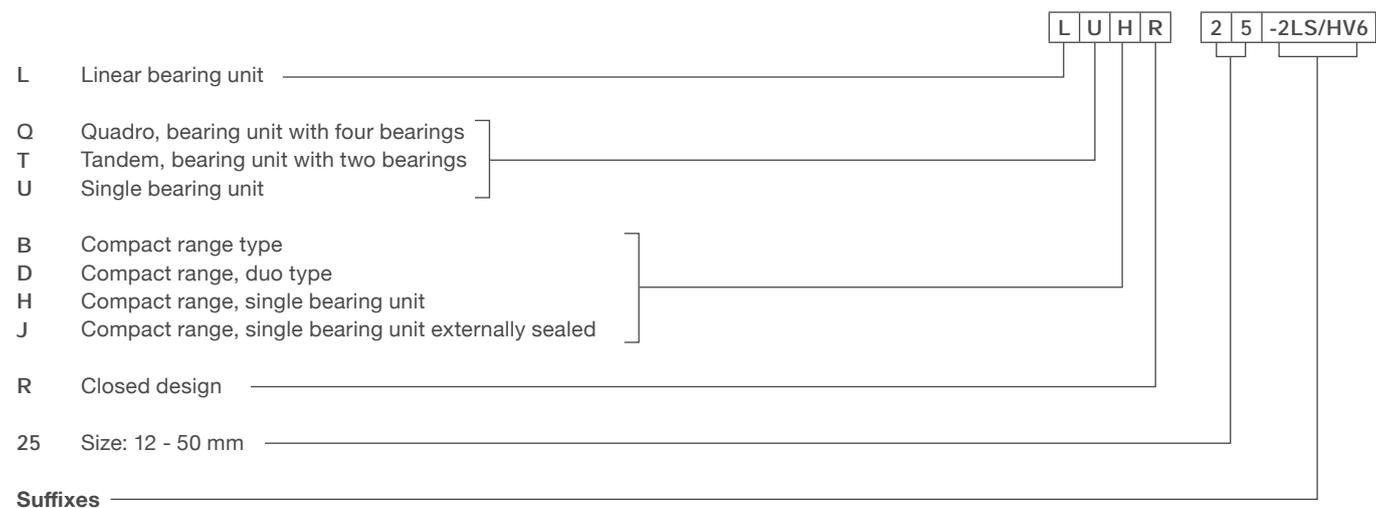 L U H R 2 5 -2LS/HV6
L Linear bearing unit
Q Quadro, bearing unit with four bearings
T Tandem, bearing unit with two bearings
U Single bearing unit
B Compact range type
D Compact range, duo type
H Compact range, single bearing unit
J Compact range, single bearing unit externally sealed
R Closed design
25 Size: 12 - 50 mm
Suffixes